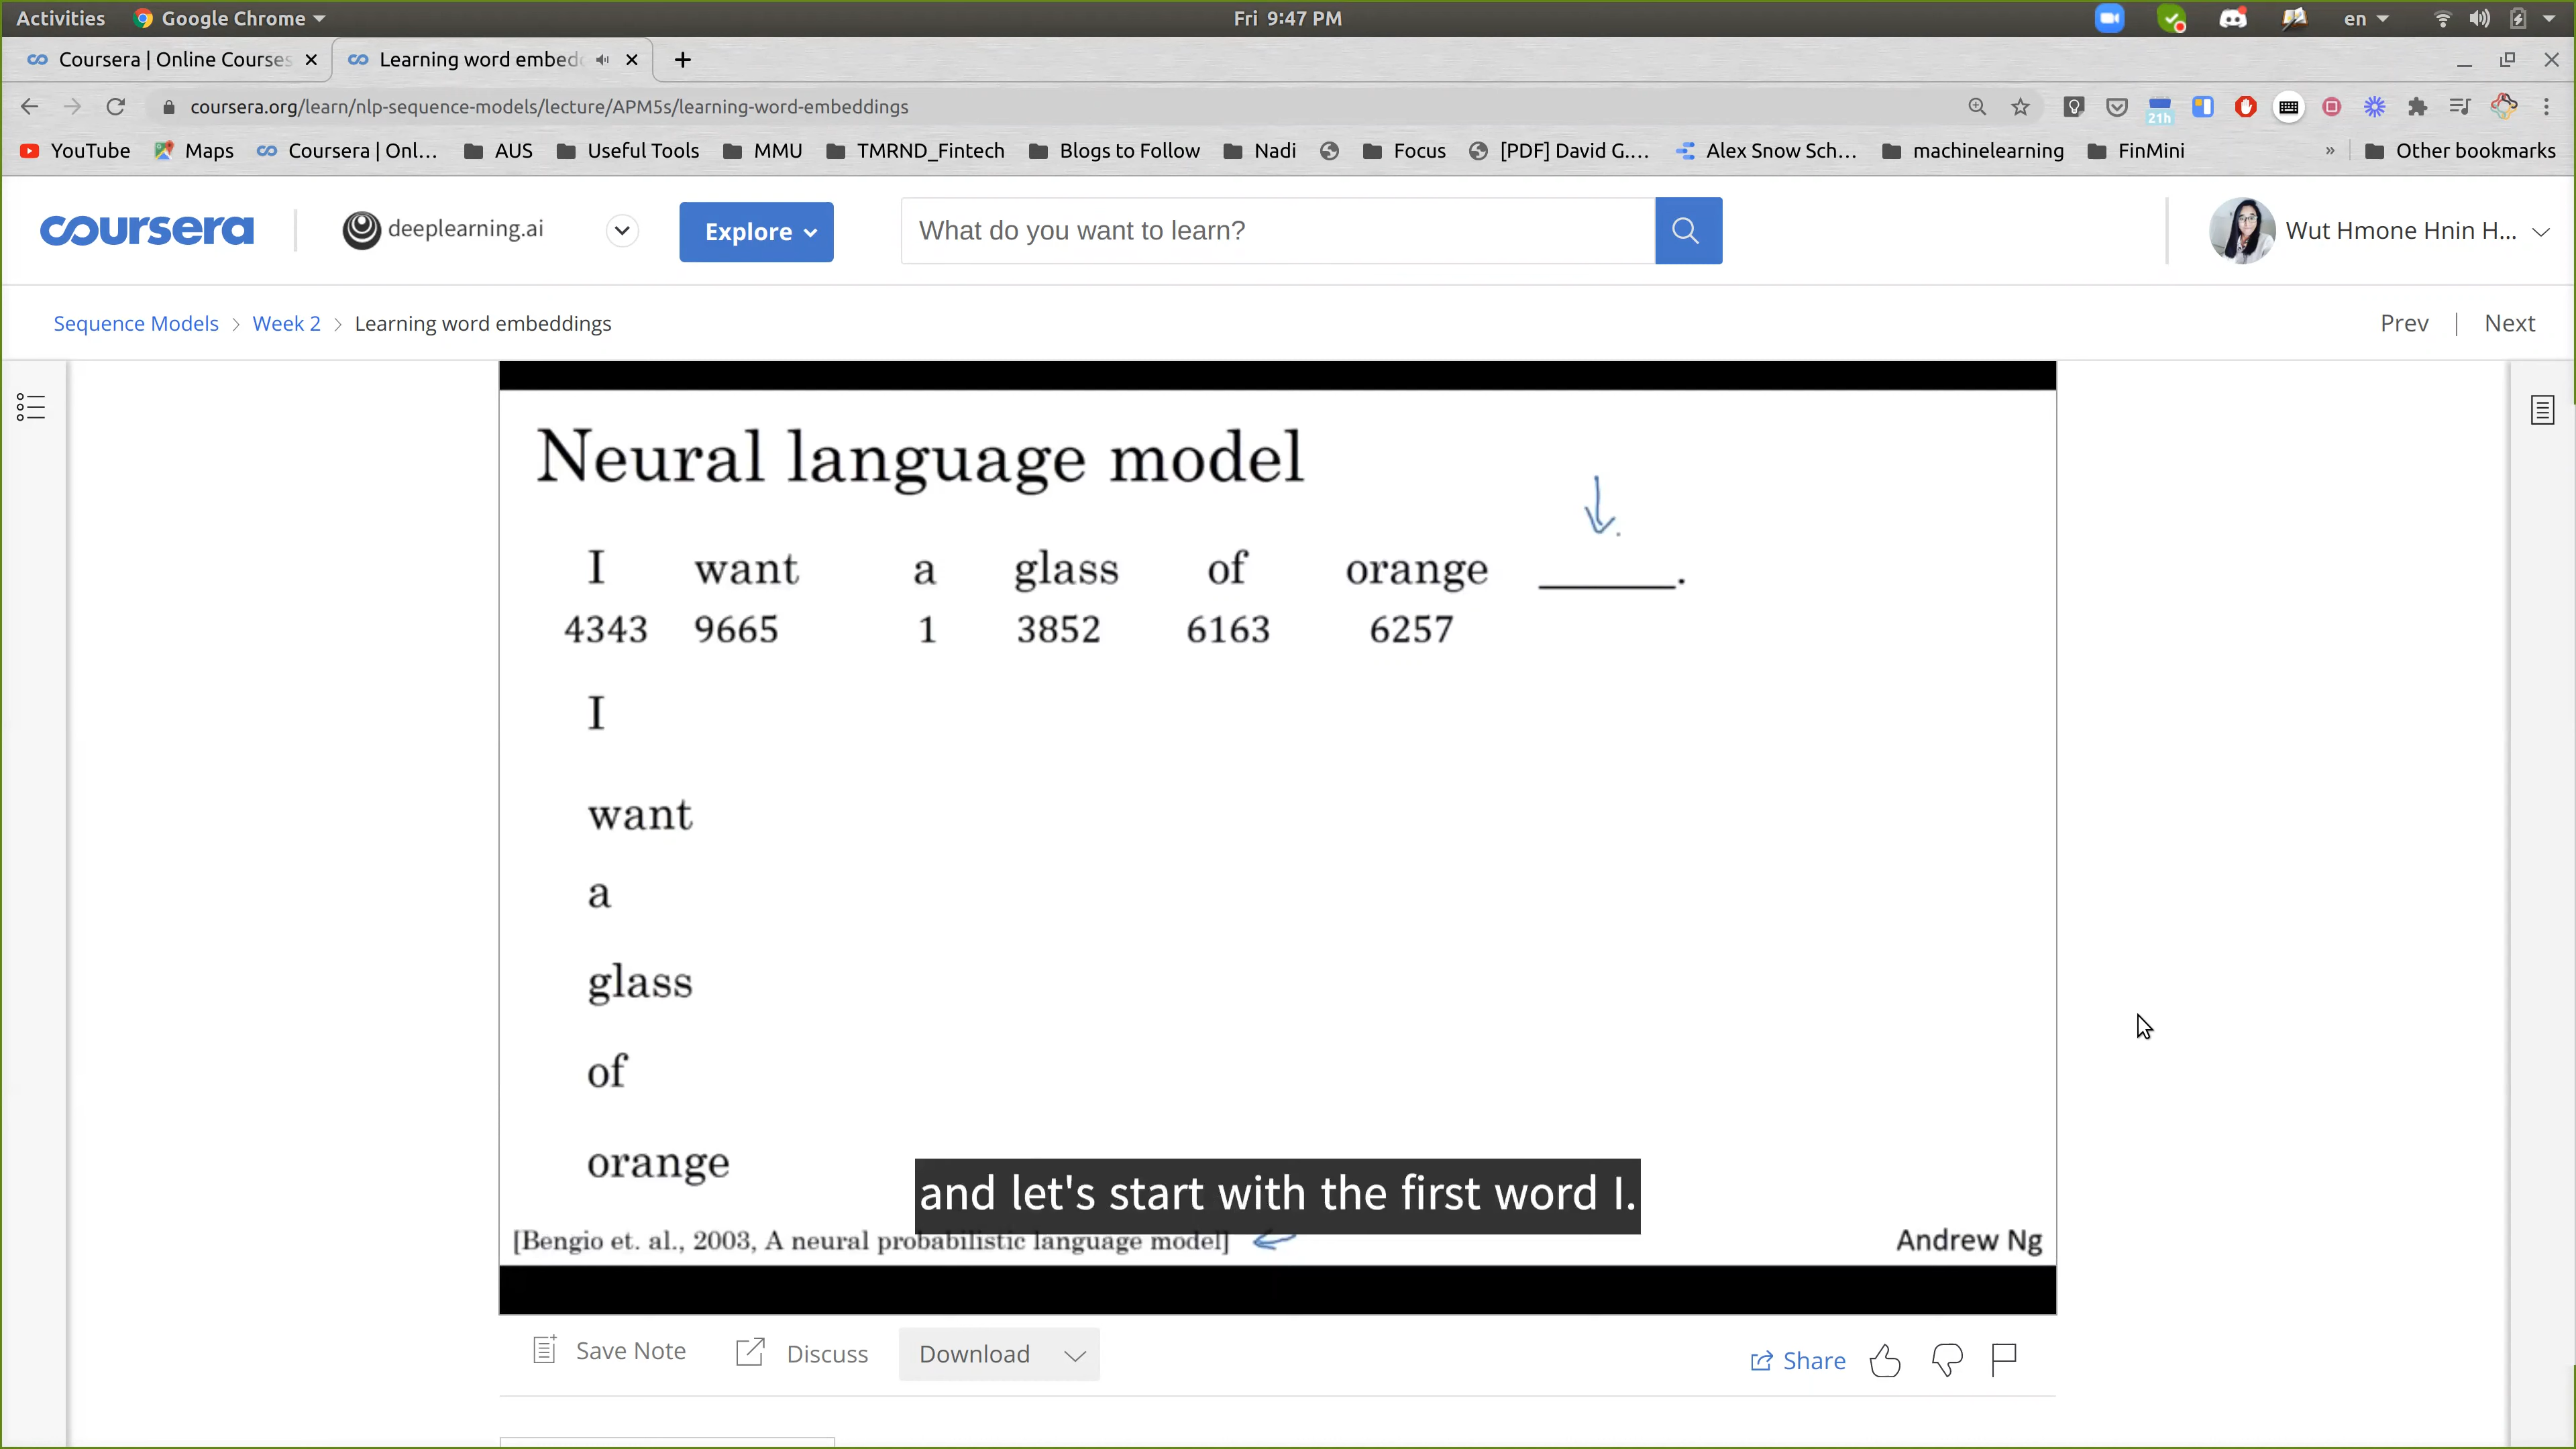 Activities Google Chrome Fri 9:47 PM en
Coursera | Online Courses Learning word embed
coursera.org/learn/nlp-sequence-models/lecture/APM5s/learning-word-embeddings 21h
YouTube Maps Coursera | Onl... AUS Useful Tools MMU TMRND_Fintech Blogs to Follow Nadi Focus [PDF] David G.... Alex Snow Sch... machinelearning FinMini » Other bookmarks
coursera deeplearning.ai Explore What do you want to learn? Wut Hmone Hnin H...
Sequence Models > Week 2 > Learning word embeddings Prev | Next
Neural language model
I want a glass of orange ______.
4343 9665 1 3852 6163 6257
I
want
a
glass
of
orange
and let's start with the first word I.
[Bengio et. al., 2003, A neural probabilistic language model] Andrew Ng
Save Note Discuss Download Share